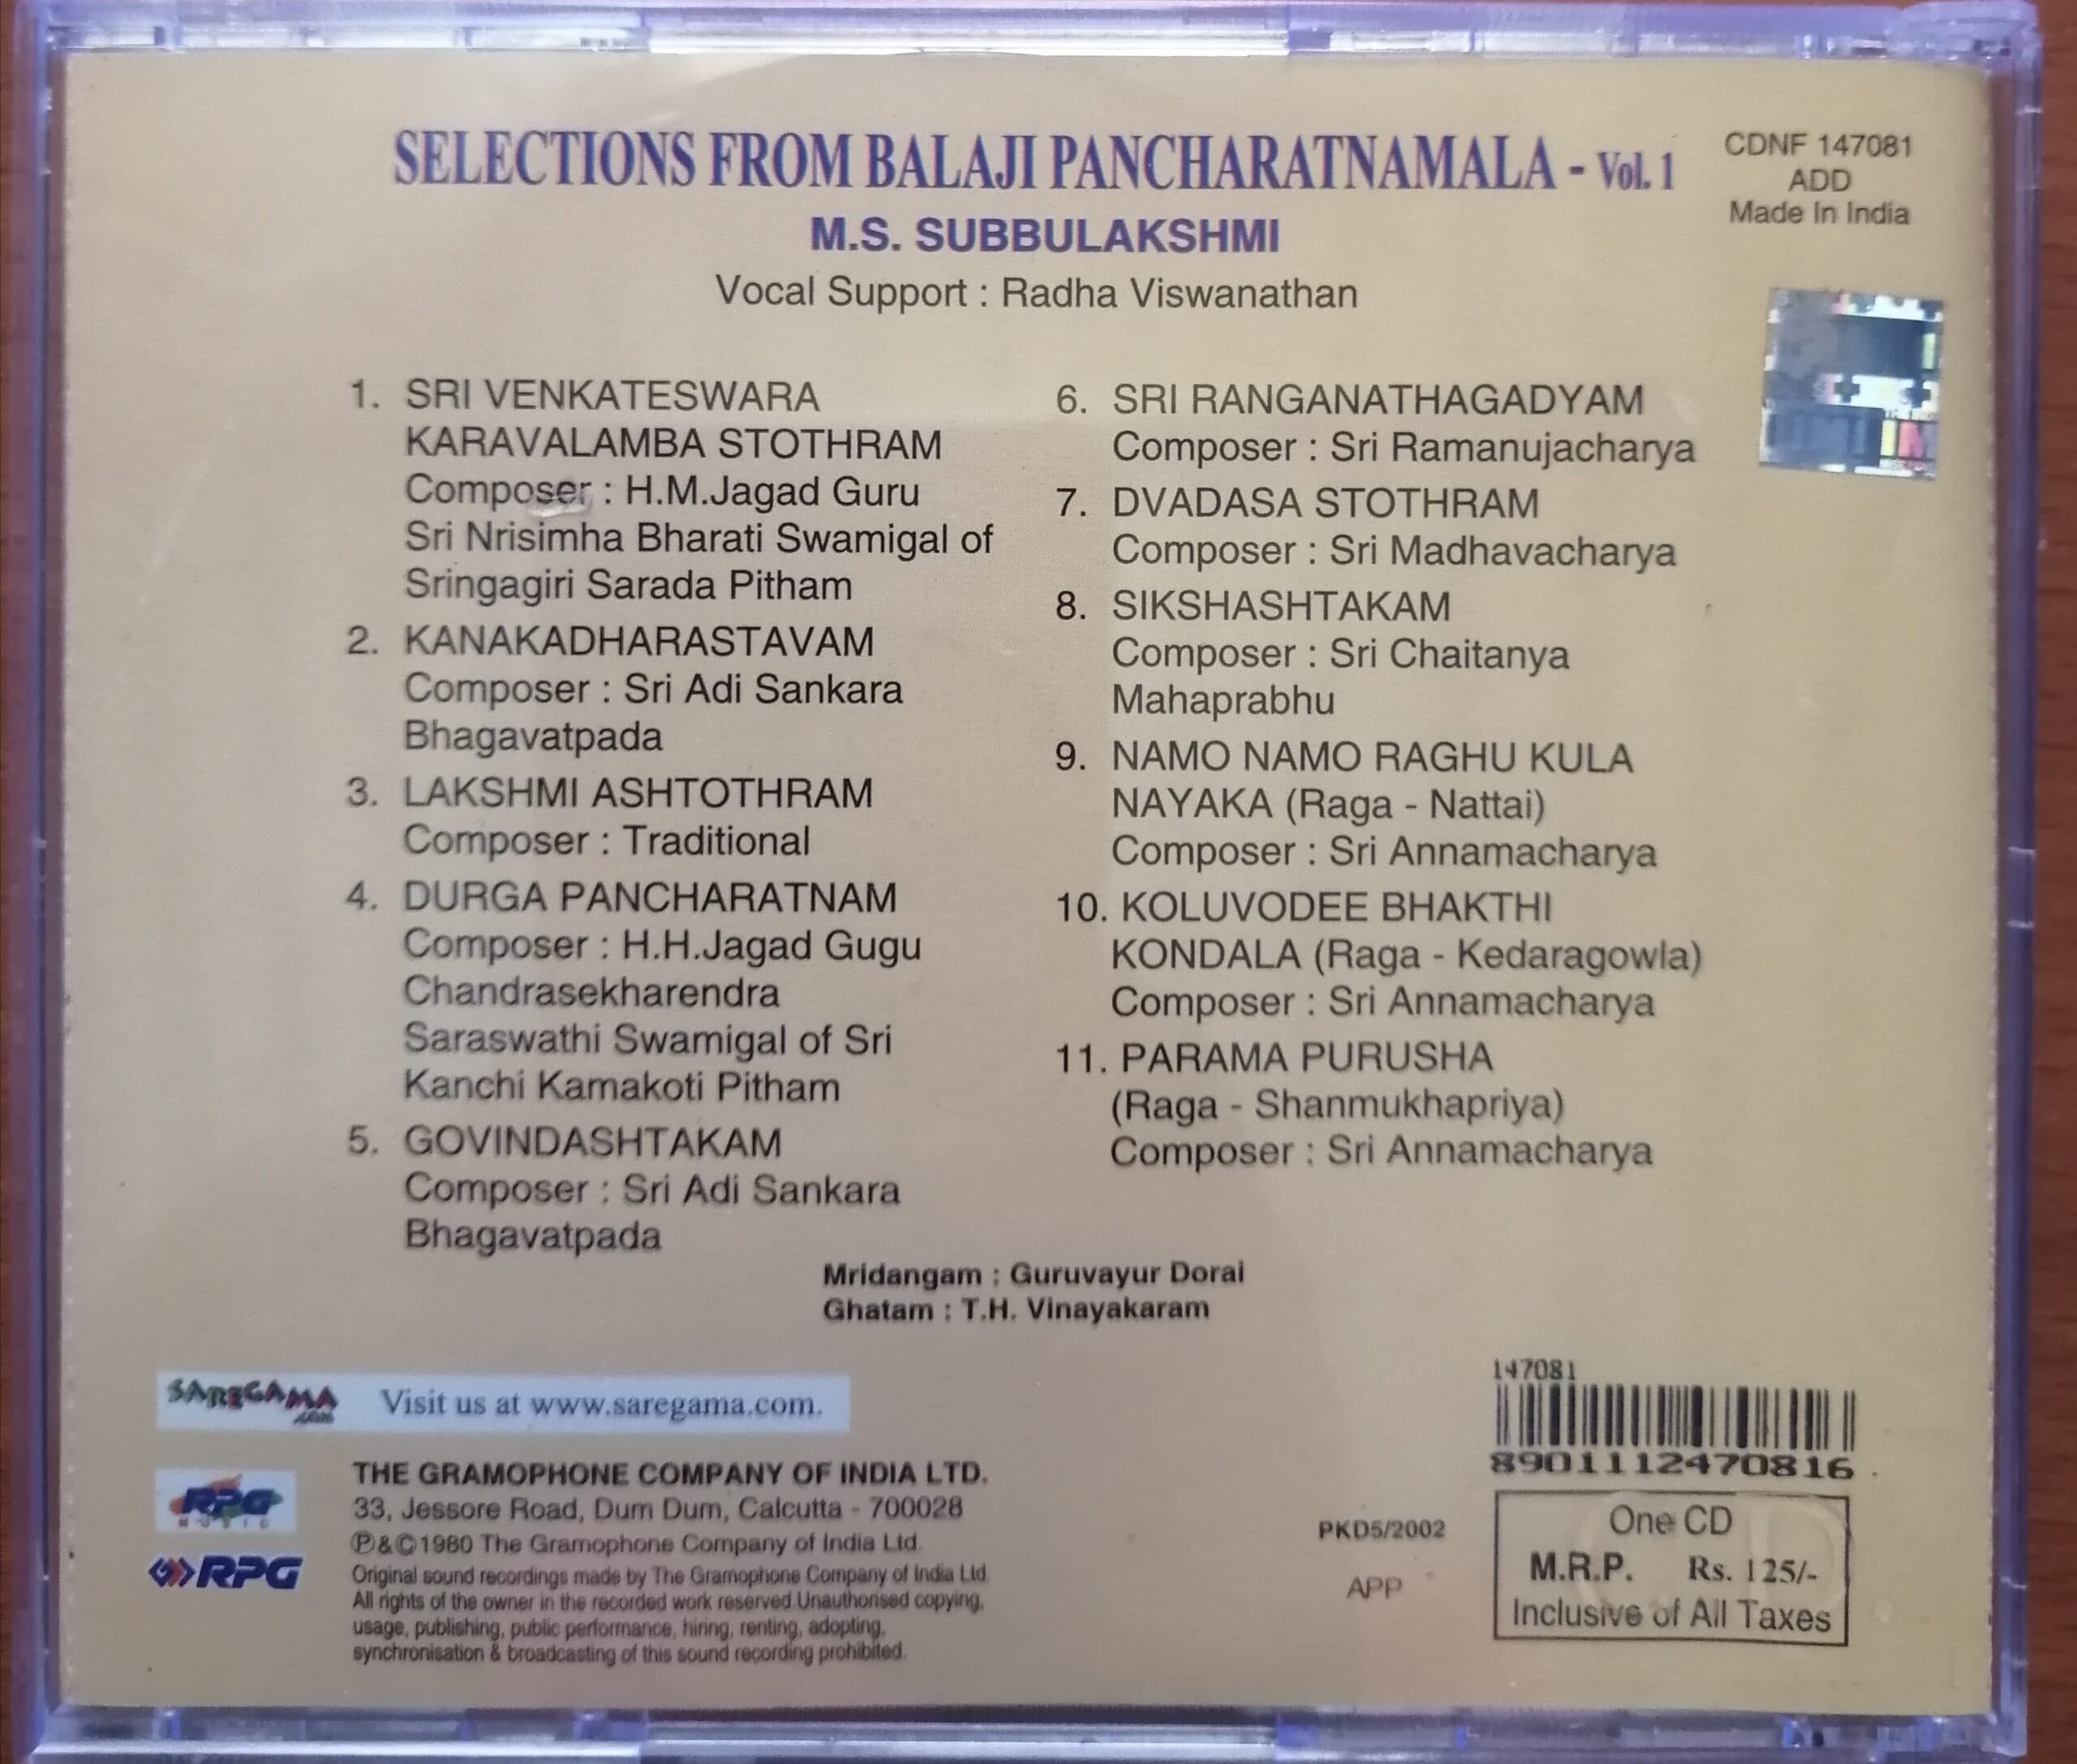 SELECTIONS FROM BALAJI PANCHARATNAMALA - Vol. 1
M.S. SUBBULAKSHMI
Vocal Support : Radha Viswanathan
CDNF 147081
ADD
Made In India
1. SRI VENKATESWARA
KARAVALAMBA STOTHRAM
Composer : H.M.Jagad Guru
Sri Nrisimha Bharati Swamigal of
Sringagiri Sarada Pitham
2. KANAKADHARASTAVAM
Composer : Sri Adi Sankara
Bhagavatpada
3. LAKSHMI ASHTOTHRAM
Composer : Traditional
4. DURGA PANCHARATNAM
Composer : H.H.Jagad Gugu
Chandrasekharendra
Saraswathi Swamigal of Sri
Kanchi Kamakoti Pitham
5. GOVINDASHTAKAM
Composer : Sri Adi Sankara
Bhagavatpada
6. SRI RANGANATHAGADYAM
Composer : Sri Ramanujacharya
7. DVADASA STOTHRAM
Composer : Sri Madhavacharya
8. SIKSHASHTAKAM
Composer : Sri Chaitanya
Mahaprabhu
9. NAMO NAMO RAGHU KULA
NAYAKA (Raga - Nattai)
Composer : Sri Annamacharya
10. KOLUVODEE BHAKTHI
KONDALA (Raga - Kedaragowla)
Composer : Sri Annamacharya
11. PARAMA PURUSHA
(Raga - Shanmukhapriya)
Composer : Sri Annamacharya
Mridangam : Guruvayur Dorai
Ghatam : T.H. Vinayakaram
SAREGAMA
.com
Visit us at www.saregama.com.
RPG
MUSIC
RPG
THE GRAMOPHONE COMPANY OF INDIA LTD.
33, Jessore Road, Dum Dum, Calcutta - 700028
Ⓟ&©1980 The Gramophone Company of India Ltd.
Original sound recordings made by The Gramophone Company of India Ltd.
All rights of the owner in the recorded work reserved.Unauthorised copying,
usage, publishing, public performance, hiring, renting, adopting,
synchronisation & broadcasting of this sound recording prohibited.
PKD5/2002
APP
147081
8901112470816
One CD
M.R.P. Rs. 125/-
Inclusive of All Taxes